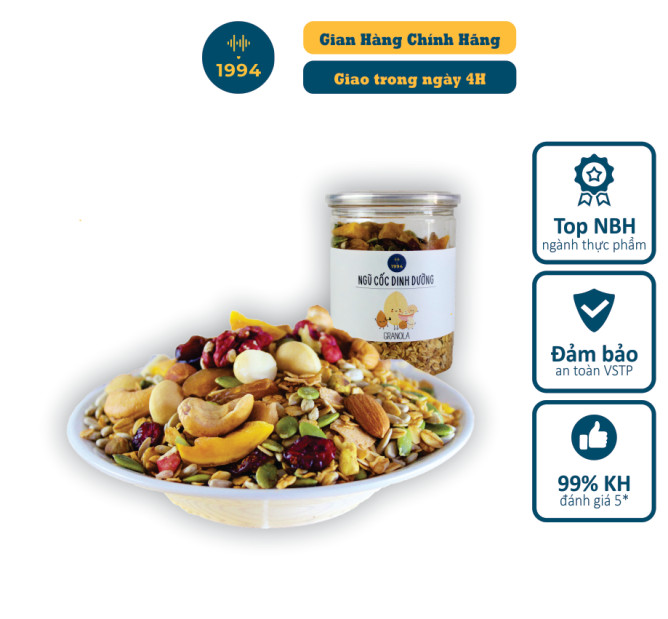 1994
Gian Hàng Chính Hãng
Giao trong ngày 4H
Top NBH
ngành thực phẩm
1994
NGŨ CỐC DINH DƯỠNG
GRANOLA
Đảm bảo
an toàn VSTP
99% KH
đánh giá 5*